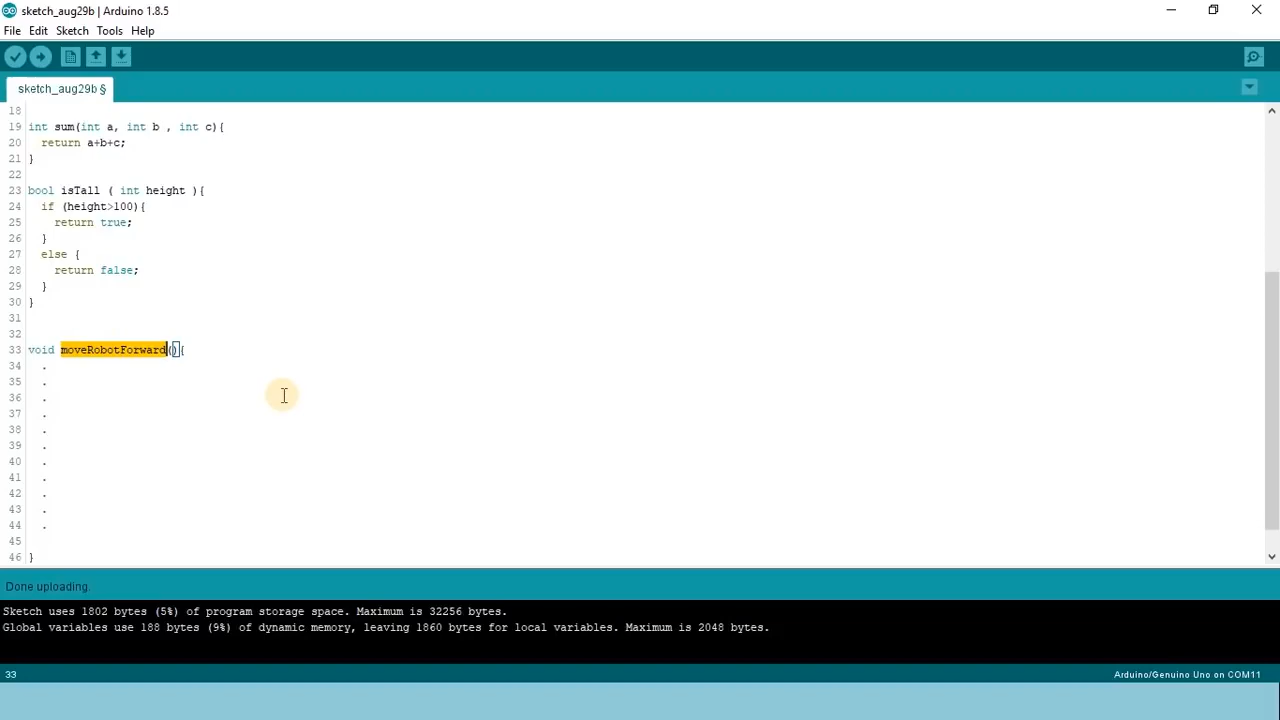 sketch_aug29b | Arduino 1.8.5
File Edit Sketch Tools Help
sketch_aug29b §
18
19 int sum(int a, int b , int c){
20   return a+b+c;
21 }
22
23 bool isTall ( int height ){
24   if (height>100){
25     return true;
26   }
27   else {
28     return false;
29   }
30 }
31
32
33 void moveRobotForward(){
34   .
35   .
36   .
37   .
38   .
39   .
40   .
41   .
42   .
43   .
44   .
45
46 }
Done uploading.
Sketch uses 1802 bytes (5%) of program storage space. Maximum is 32256 bytes.
Global variables use 188 bytes (9%) of dynamic memory, leaving 1860 bytes for local variables. Maximum is 2048 bytes.
33 Arduino/Genuino Uno on COM11